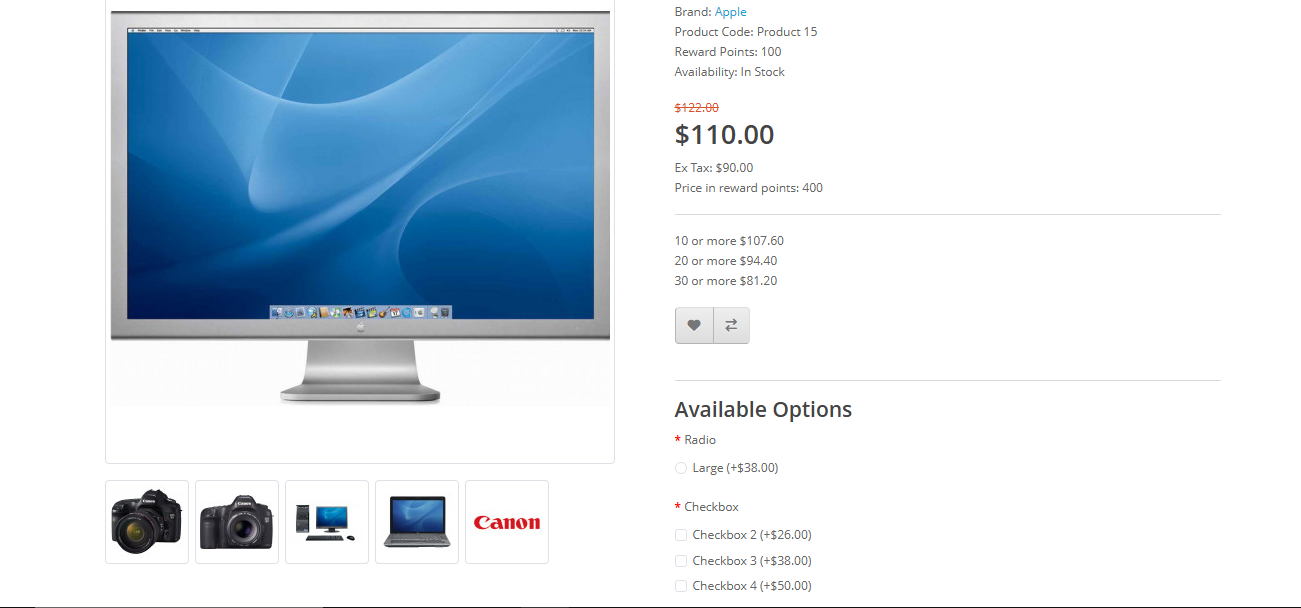 Brand: Apple
Product Code: Product 15
Reward Points: 100
Availability: In Stock
$122.00
$110.00
Ex Tax: $90.00
Price in reward points: 400
10 or more $107.60
20 or more $94.40
30 or more $81.20
Available Options
* Radio
Large (+$38.00)
* Checkbox
Checkbox 2 (+$26.00)
Checkbox 3 (+$38.00)
Checkbox 4 (+$50.00)
Canon
Canon
Canon